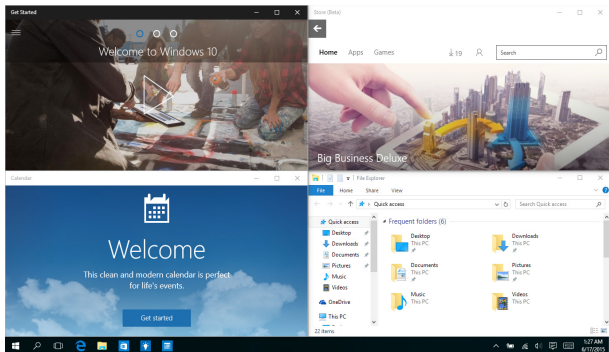 Get Started
Welcome to Windows 10
Store (Beta)
Home Apps Games
19
Search
Big Business Deluxe
Calendar
Welcome
This clean and modern calendar is perfect
for life's events.
Get started
File Explorer
File Home Share View
Quick access
Search Quick access
Quick access
Desktop
Downloads
Documents
Pictures
Music
Videos
OneDrive
This PC
22 items
Frequent folders (6)
Desktop
This PC
Downloads
This PC
Documents
This PC
Pictures
This PC
Music
This PC
Videos
This PC
1:27 AM
6/17/2015